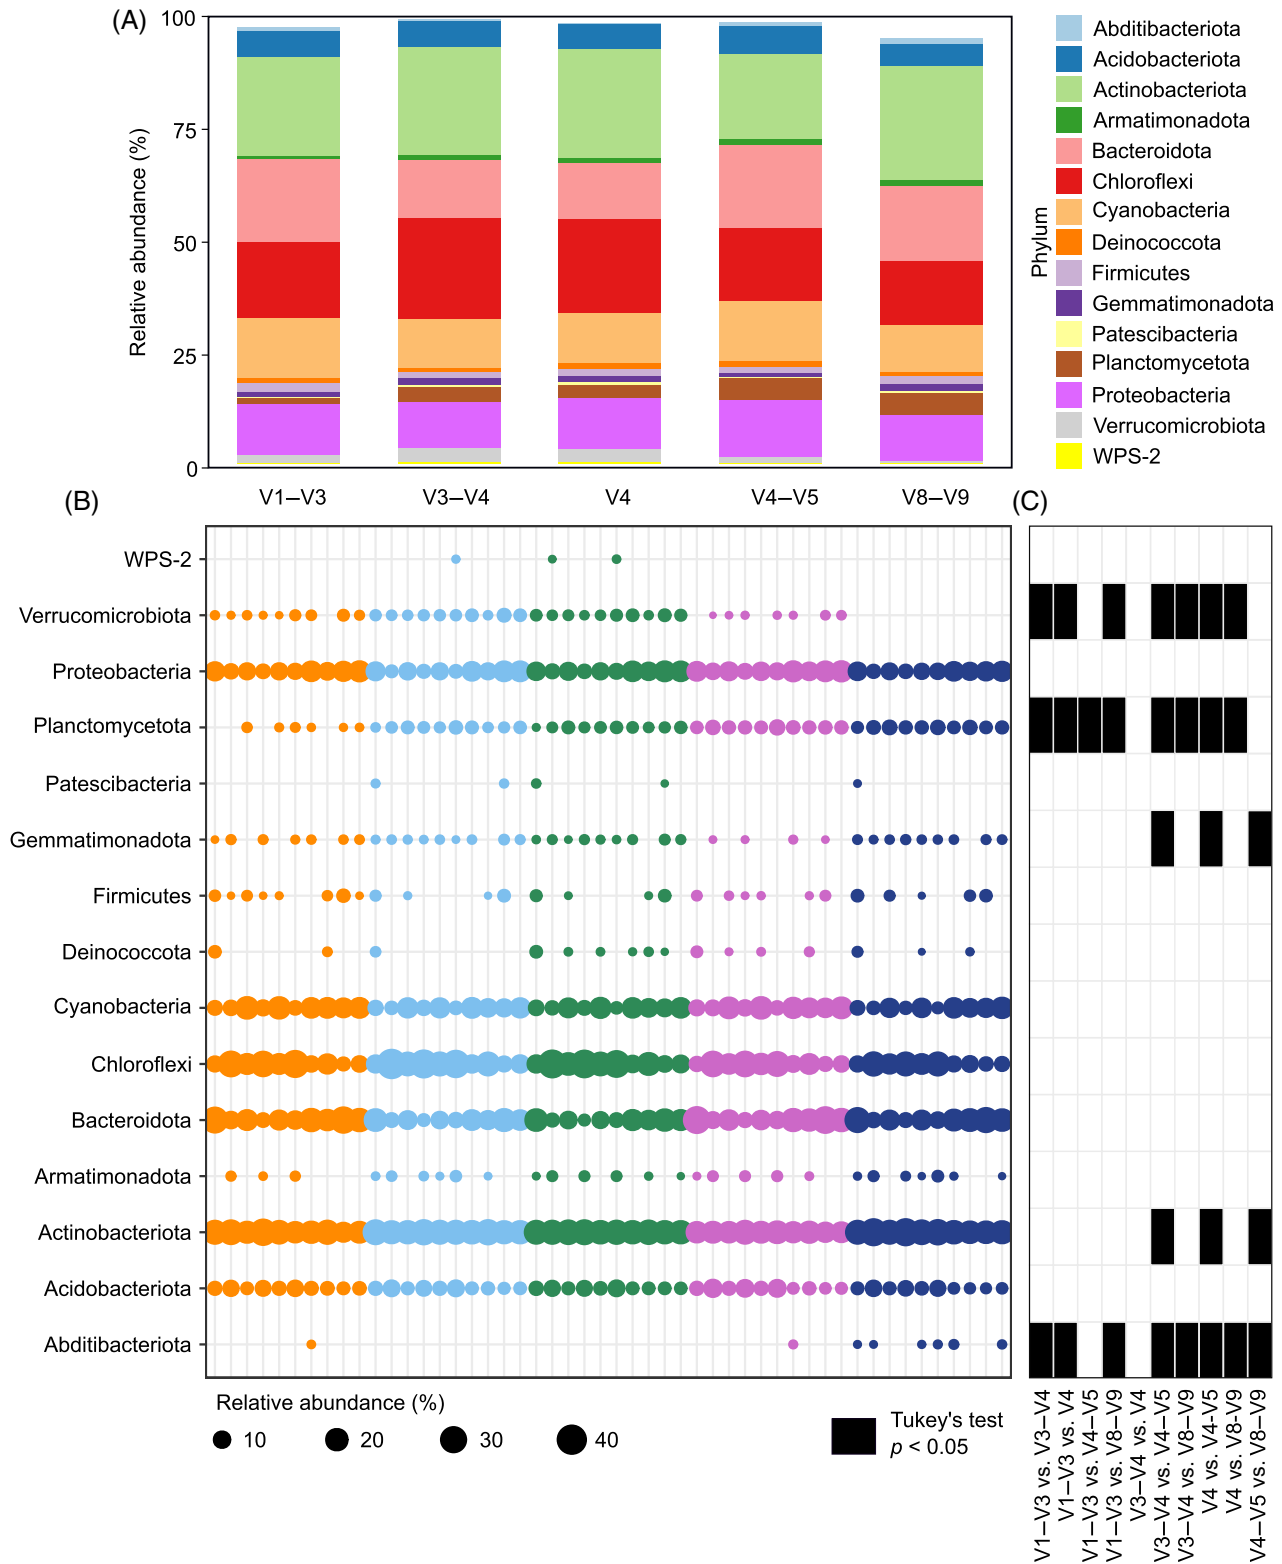 (A)
Relative abundance (%)
100
75
50
25
0
V1–V3
V3–V4
V4
V4–V5
V8–V9
Phylum
Abditibacteriota
Acidobacteriota
Actinobacteriota
Armatimonadota
Bacteroidota
Chloroflexi
Cyanobacteria
Deinococcota
Firmicutes
Gemmatimonadota
Patescibacteria
Planctomycetota
Proteobacteria
Verrucomicrobiota
WPS-2
(B)
WPS-2
Verrucomicrobiota
Proteobacteria
Planctomycetota
Patescibacteria
Gemmatimonadota
Firmicutes
Deinococcota
Cyanobacteria
Chloroflexi
Bacteroidota
Armatimonadota
Actinobacteriota
Acidobacteriota
Abditibacteriota
Relative abundance (%)
10
20
30
40
(C)
Tukey's test
p < 0.05
V1–V3 vs. V3–V4
V1–V3 vs. V4
V1–V3 vs. V4–V5
V1–V3 vs. V8–V9
V3–V4 vs. V4
V3–V4 vs. V4–V5
V3–V4 vs. V8–V9
V4 vs. V4-V5
V4 vs. V8-V9
V4–V5 vs. V8–V9